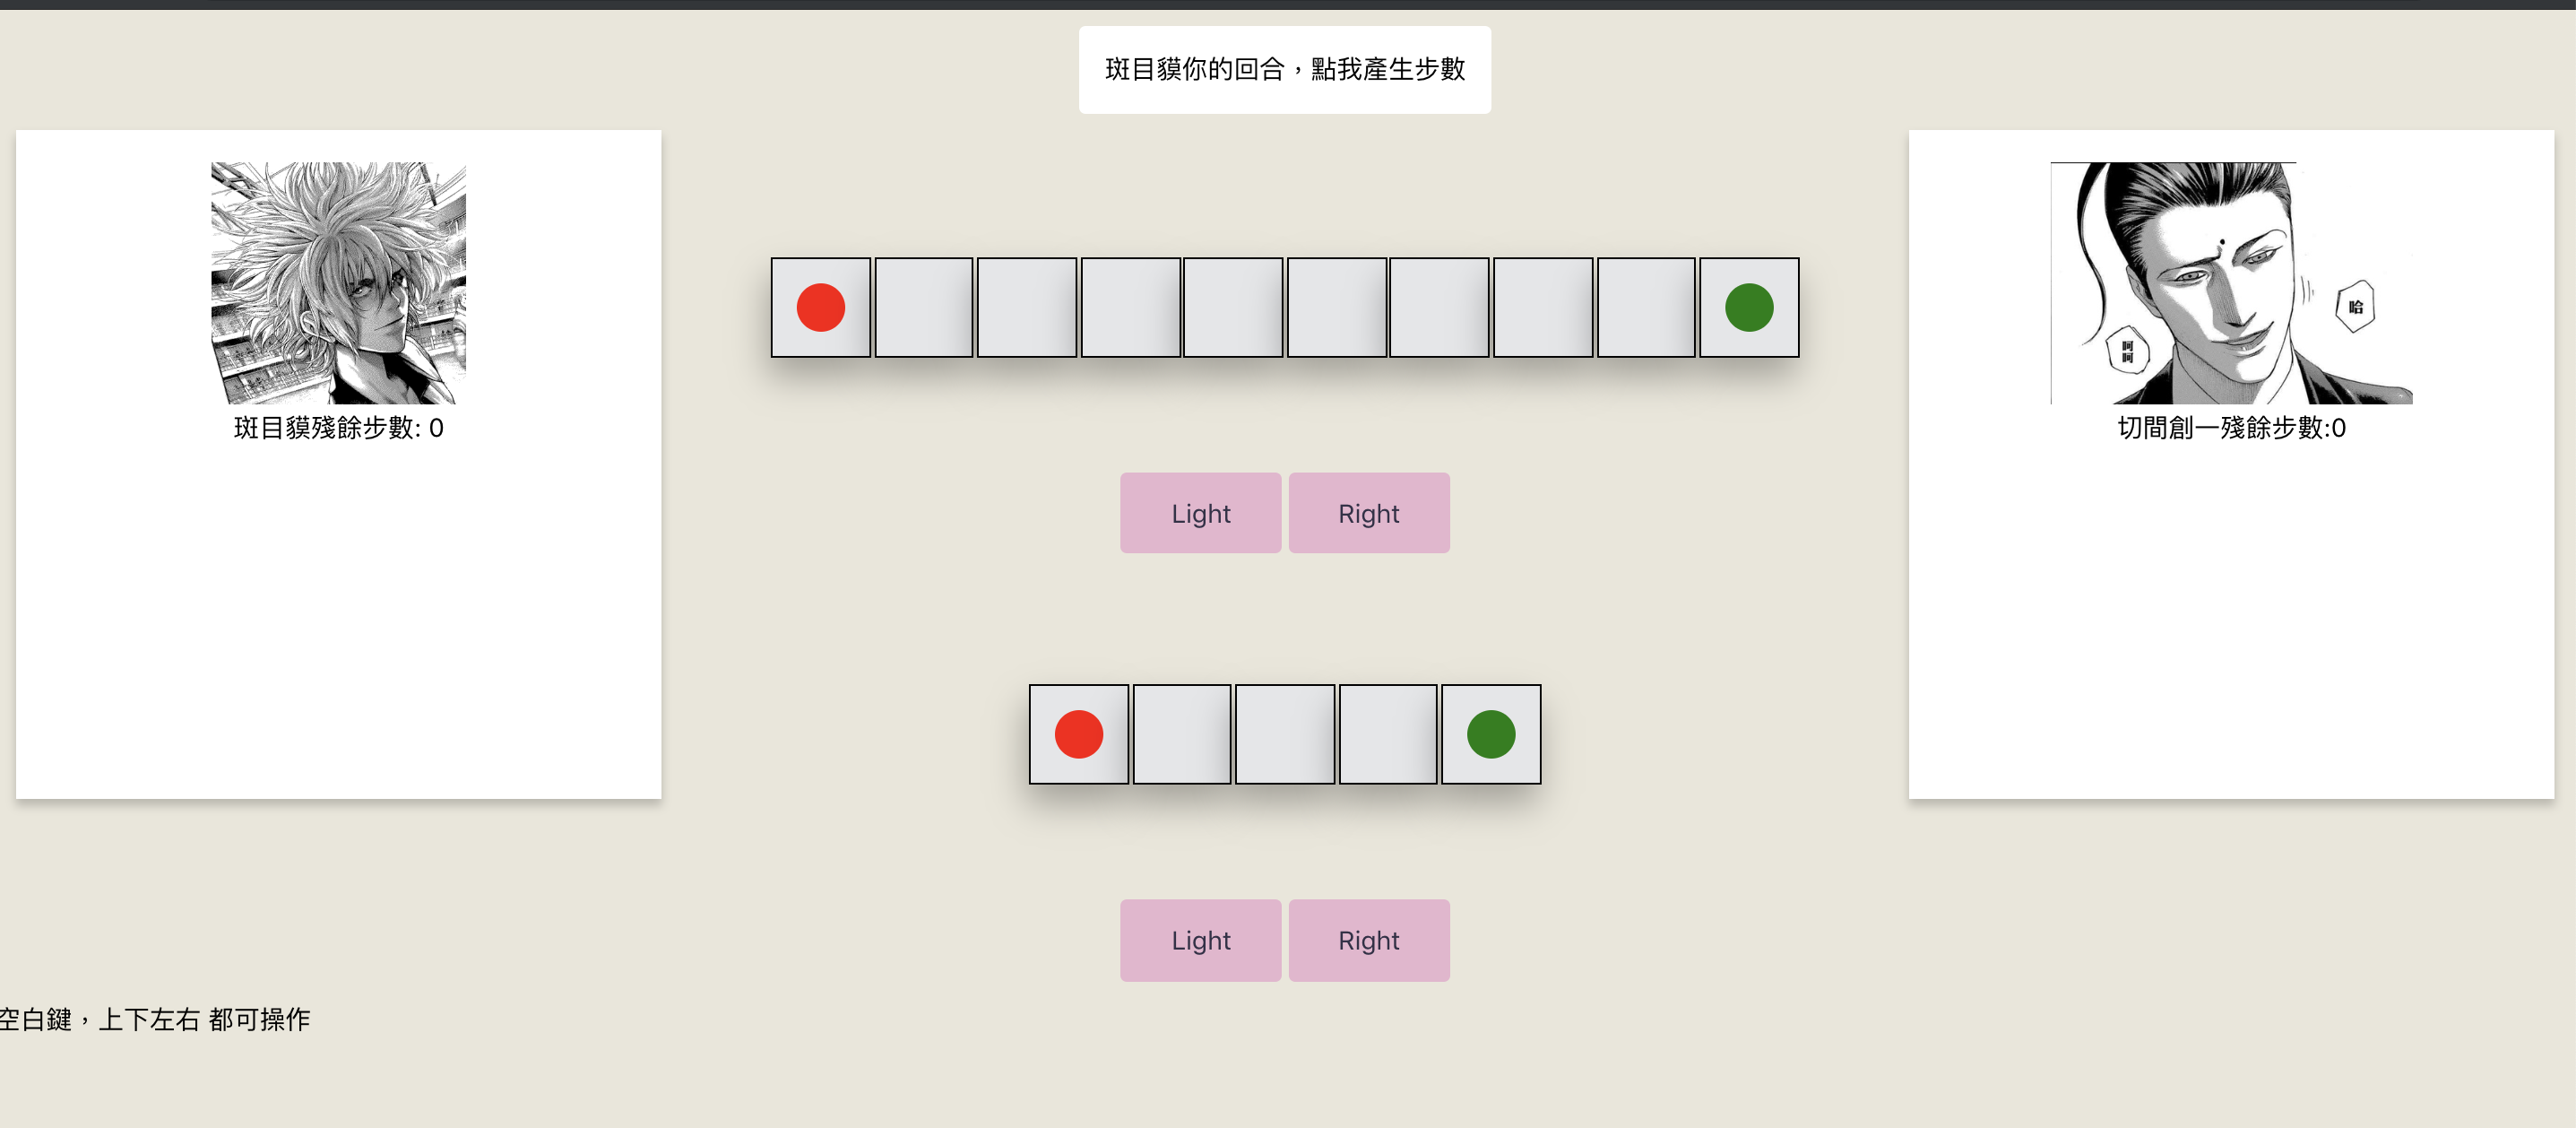 斑目貘你的回合，點我產生步數
斑目貘殘餘步數: 0
哈
呵呵
切間創一殘餘步數:0
Light
Right
Light
Right
空白鍵，上下左右 都可操作